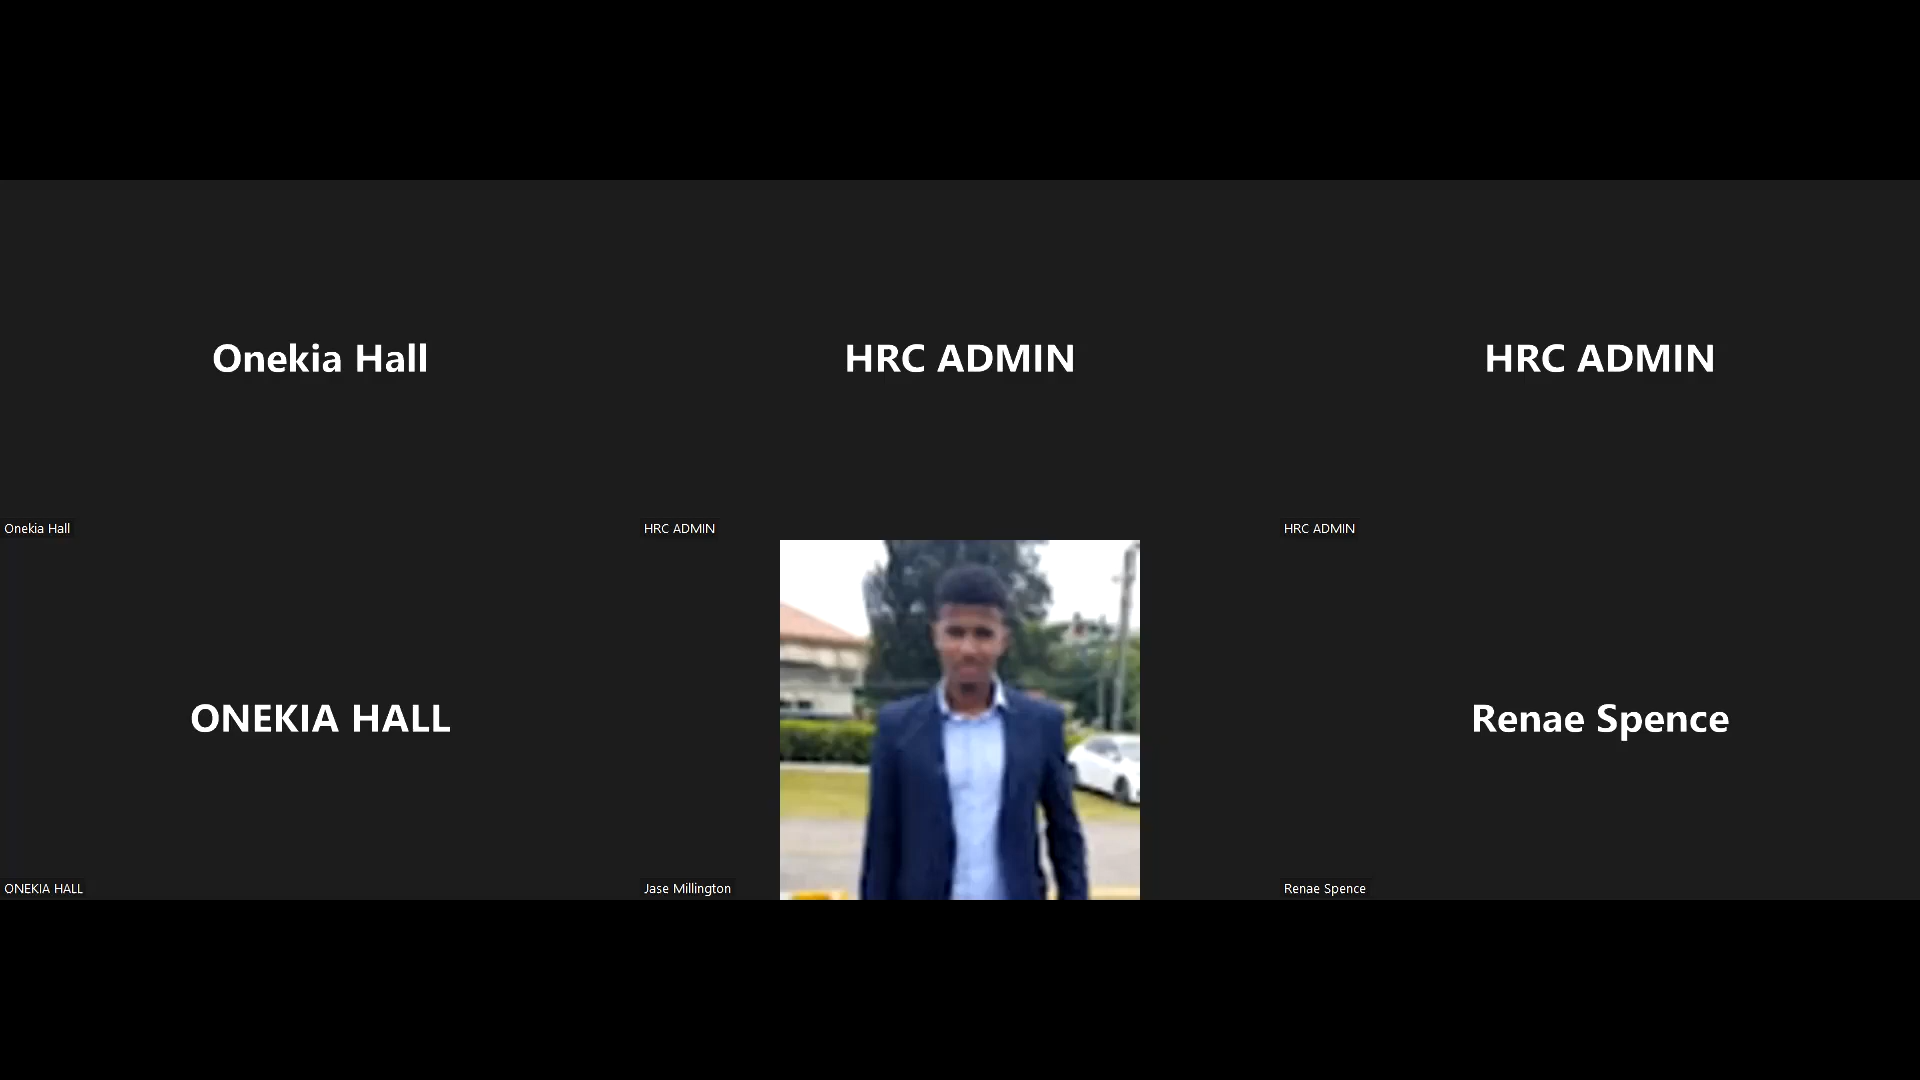 Onekia Hall
HRC ADMIN
HRC ADMIN
Onekia Hall
HRC ADMIN
HRC ADMIN
ONEKIA HALL
Renae Spence
ONEKIA HALL
Jase Millington
Renae Spence